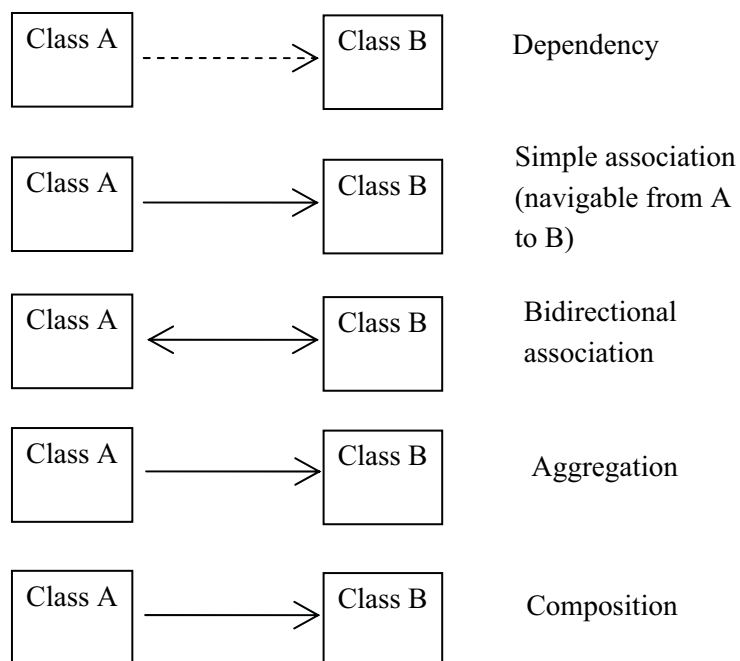 Class A
Class B
Dependency
Class A
Class B
Simple association
(navigable from A
to B)
Class A
Class B
Bidirectional
association
Class A
Class B
Aggregation
Class A
Class B
Composition